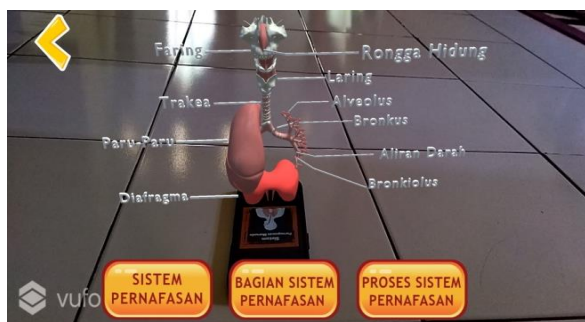 Faring
Rongga Hidung
Laring
Trakea
Alveolus
Bronkus
Paru-Paru
Aliran Darah
Bronkiolus
Diafragma
SISTEM
PERNAFASAN
BAGIAN SISTEM
PERNAFASAN
PROSES SISTEM
PERNAFASAN
vufo